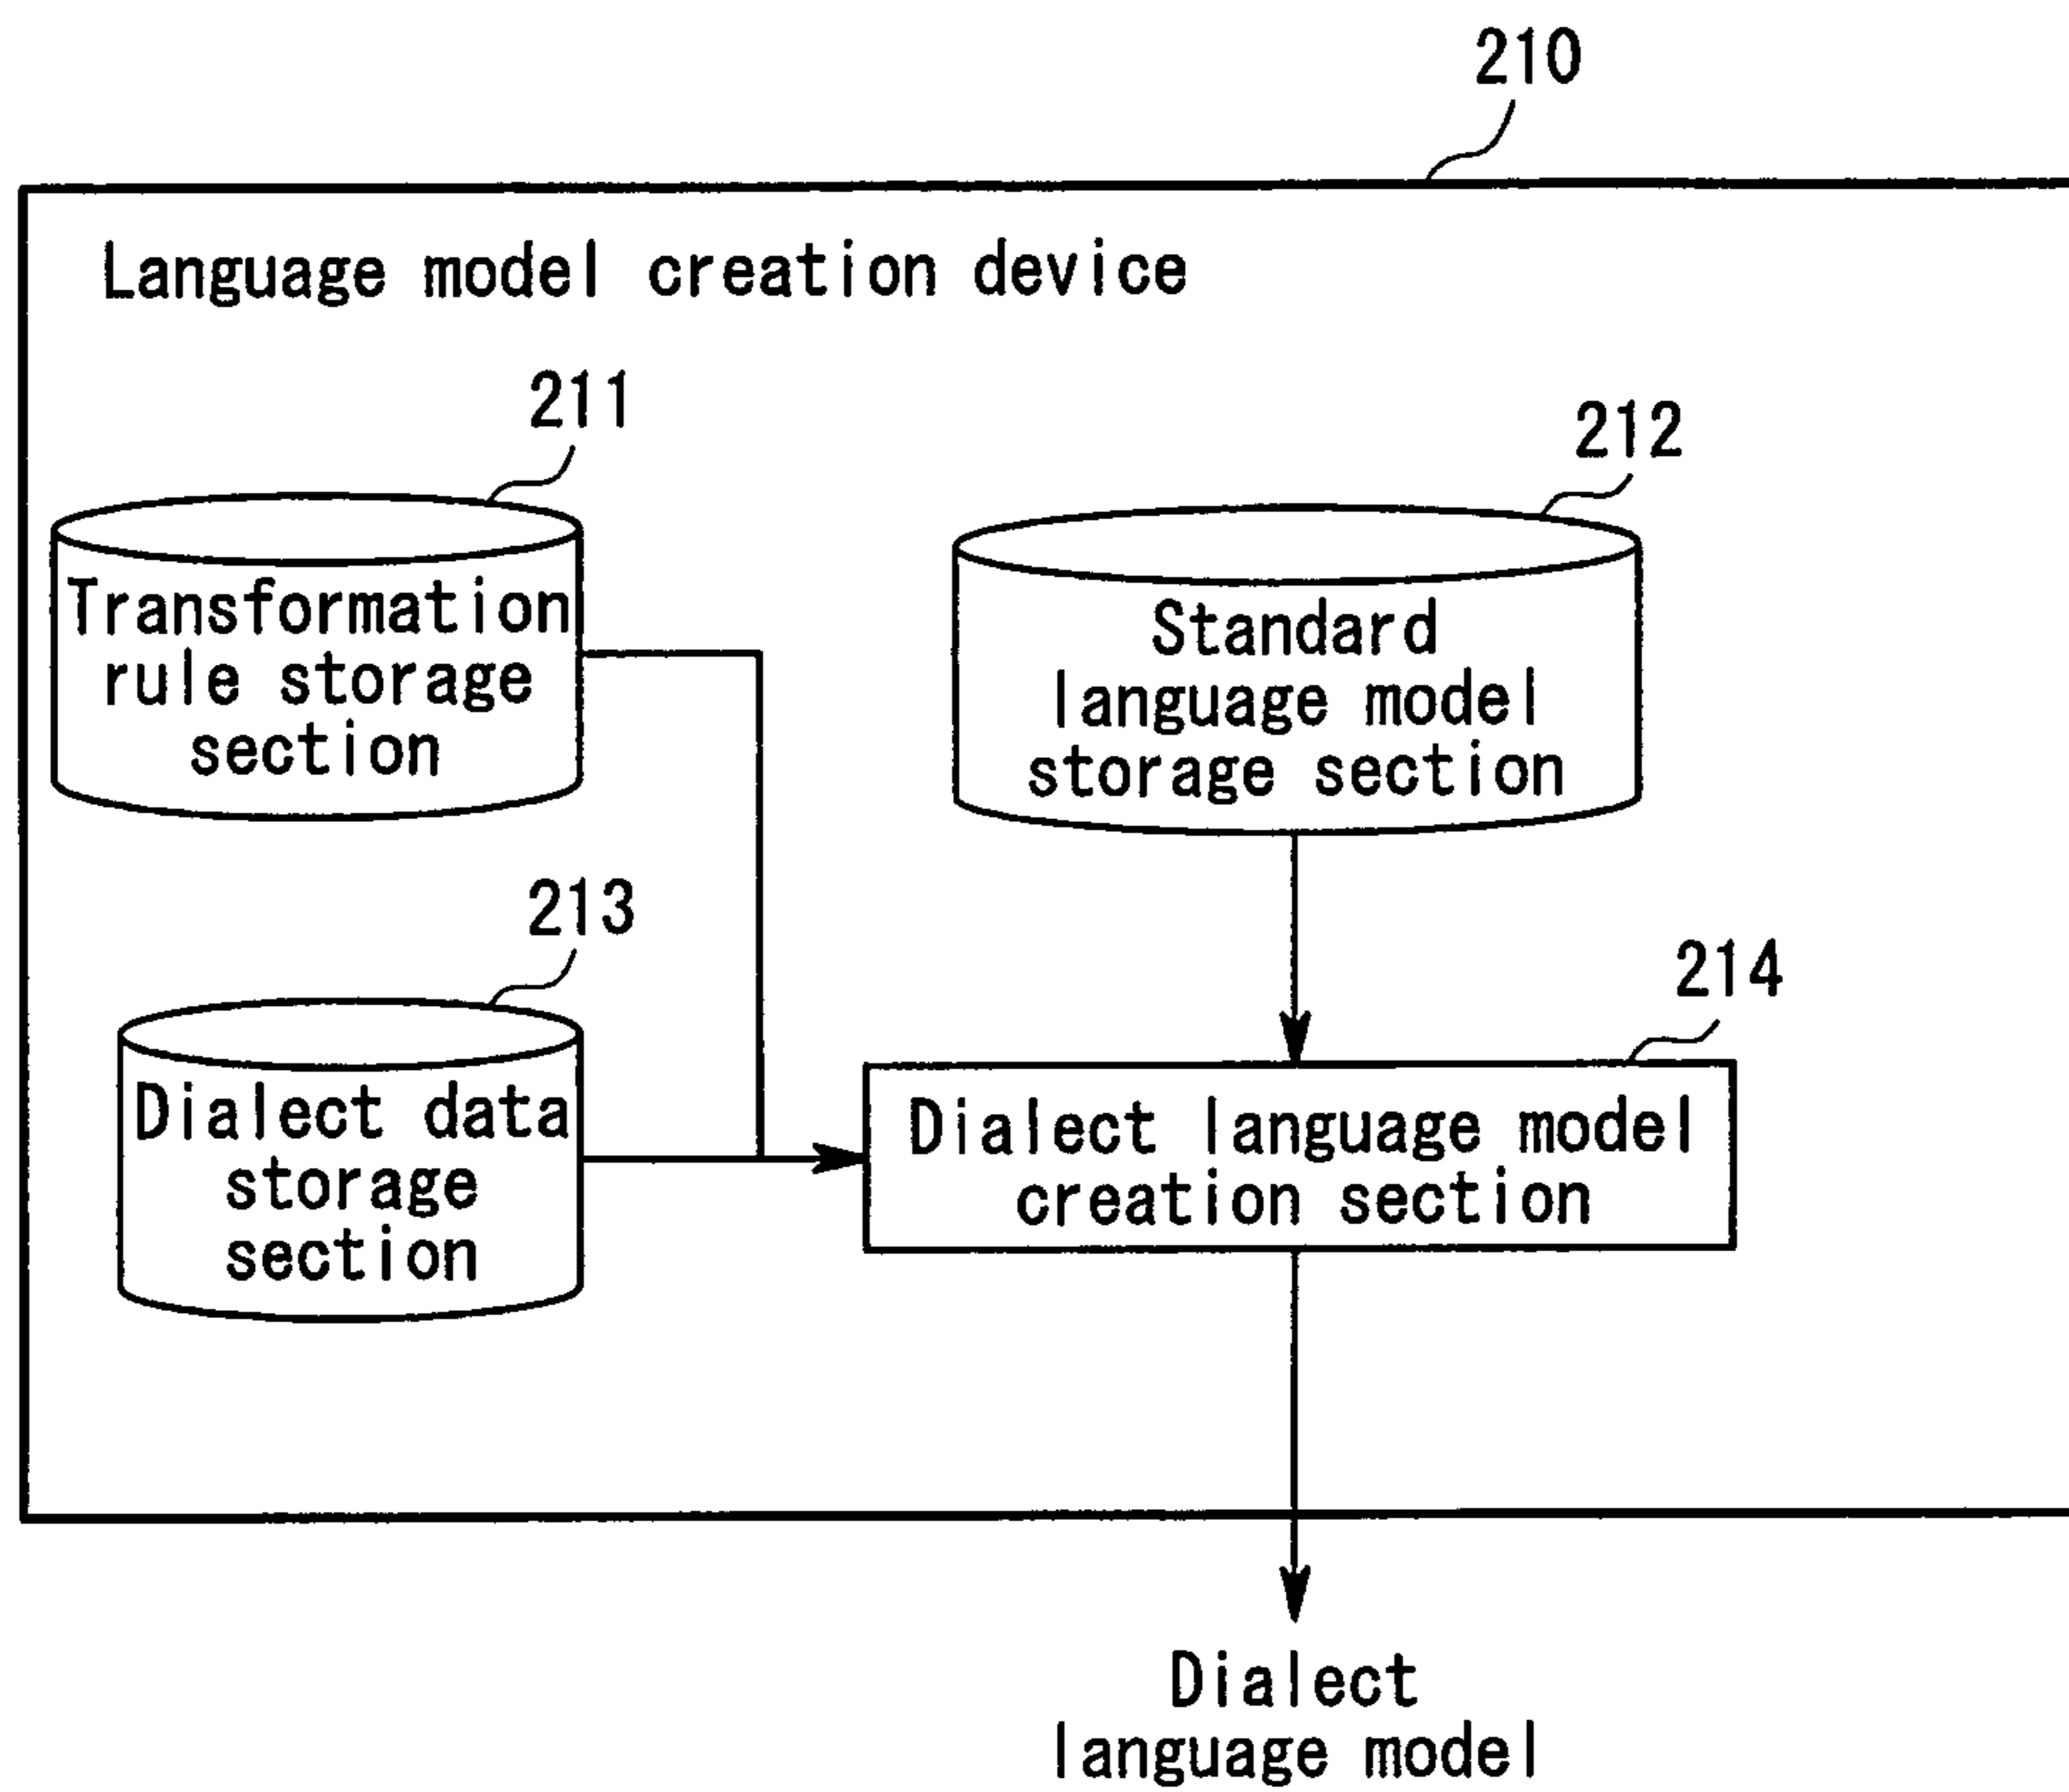 210
Language model creation device
211
212
Transformation
rule storage
section
Standard
language model
storage section
213
214
Dialect data
storage
section
Dialect language model
creation section
Dialect
language model